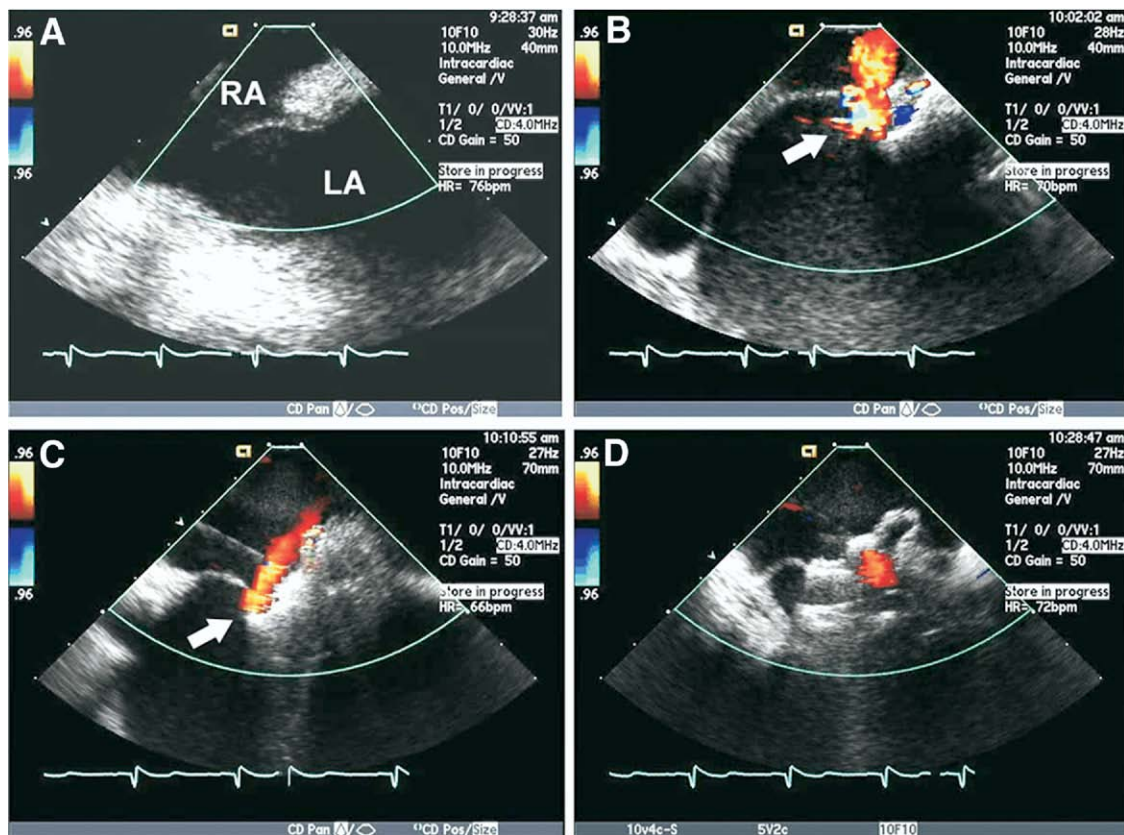 A
9:28:37 am
.96
10F10 30Hz
10.0MHz 40mm
Intracardiac
General /V
RA
T1/ 0/ 0/VV:1
1/2 CD:4.0MHz
CD Gain = 50
.96
LA
Store in progress
HR= 76bpm
CD Pan CD Pos/Size
B
10:02:02 am
.96
10F10 28Hz
10.0MHz 40mm
Intracardiac
General /V
T1/ 0/ 0/VV:1
1/2 CD:4.0MHz
CD Gain = 50
.96
Store in progress
HR= 70bpm
CD Pan CD Pos/Size
C
10:10:55 am
.96
10F10 27Hz
10.0MHz 70mm
Intracardiac
General /V
T1/ 0/ 0/VV:1
1/2 CD:4.0MHz
CD Gain = 50
.96
Store in progress
HR= 66bpm
CD Pan CD Pos/Size
D
10:28:47 am
.96
10F10 27Hz
10.0MHz 70mm
Intracardiac
General /V
T1/ 0/ 0/VV:1
1/2 CD:4.0MHz
CD Gain = 50
.96
Store in progress
HR= 72bpm
10v4c-S 5V2c 10F10